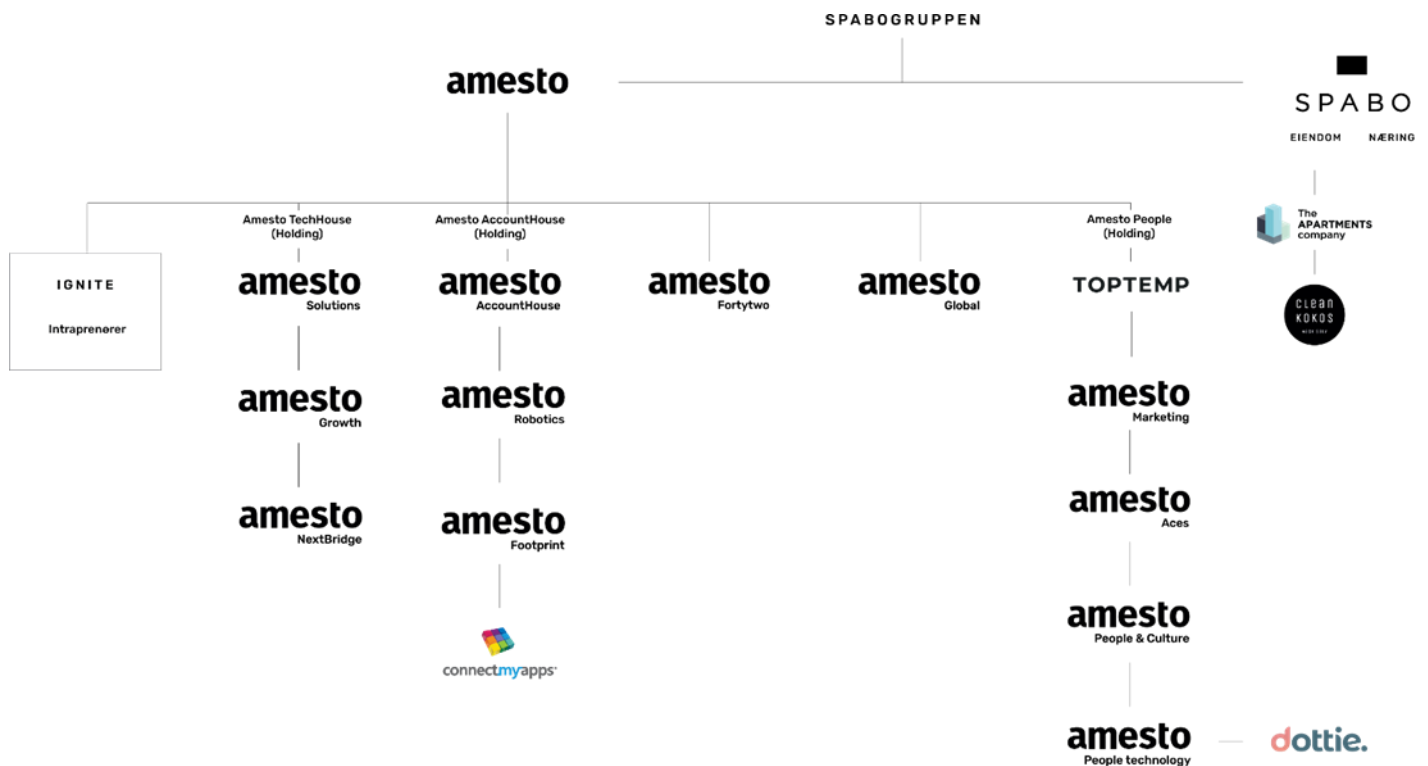 SPABOGRUPPEN
amesto
SPABO
EIENDOM NÆRING
IGNITE
Intraprenører
Amesto TechHouse
(Holding)
amesto
Solutions
amesto
Growth
amesto
NextBridge
Amesto AccountHouse
(Holding)
amesto
AccountHouse
amesto
Robotics
amesto
Footprint
connectmyapps
amesto
Fortytwo
amesto
Global
Amesto People
(Holding)
TOPTEMP
amesto
Marketing
amesto
Aces
amesto
People & Culture
amesto
People technology
dottie.
The
APARTMENTS
company
CLean
KOKOS